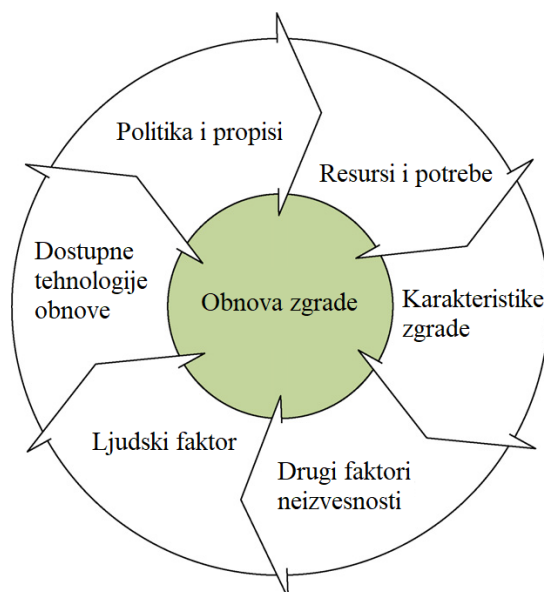 Politika i propisi
Resursi i potrebe
Dostupne
tehnologije
obnove
Obnova zgrade
Karakteristike
zgrade
Ljudski faktor
Drugi faktori
neizvesnosti